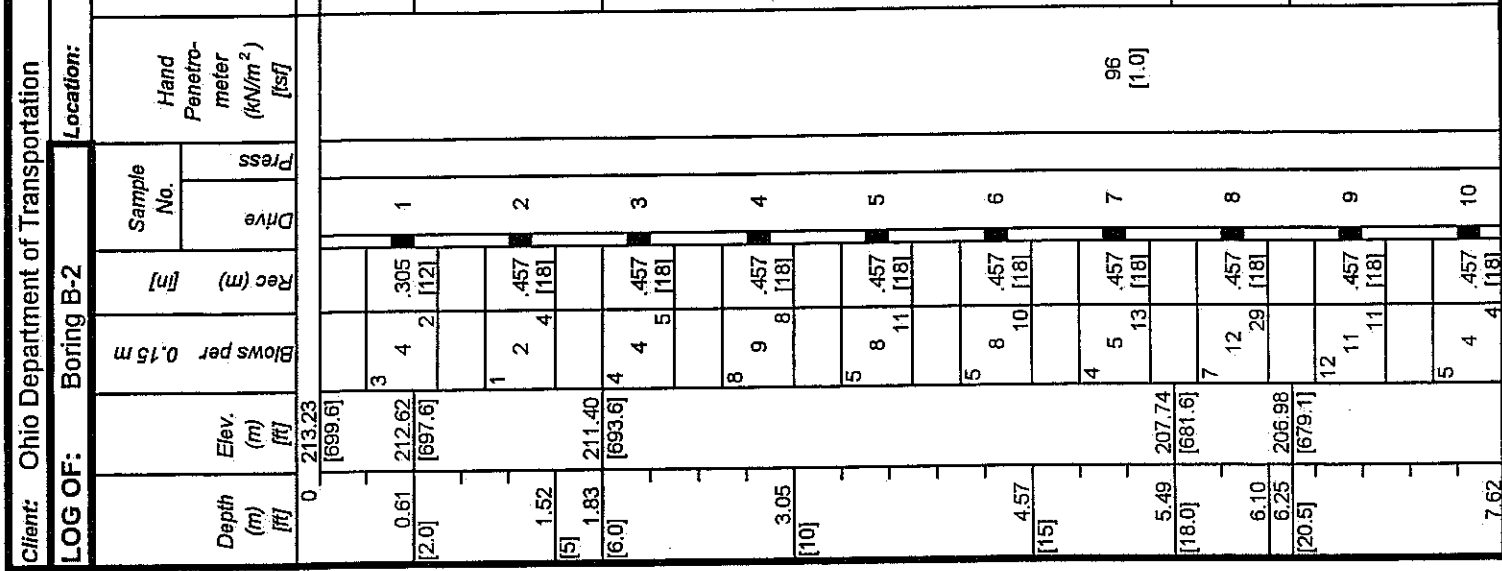 Client: Ohio Department of Transportation
LOG OF: Boring B-2 Location:
Depth (m) [ft]
Elev. (m) [ft]
Blows per 0.15 m
Rec (m) [in]
Sample No.
Drive
Press
Hand Penetro-meter (kN/m²) [tsf]
0 213.23
[699.6]
3 4 2 .305 [12] 1
0.61 212.62
[2.0] [697.6]
1 2 4 .457 [18] 2
1.52
[5]
1.83 211.40
[6.0] [693.6]
4 4 5 .457 [18] 3
8 9 8 .457 [18] 4
3.05
[10]
5 8 11 .457 [18] 5
5 8 10 .457 [18] 6
4.57
[15]
4 5 13 .457 [18] 7 96 [1.0]
5.49 207.74
[18.0] [681.6]
7 12 29 .457 [18] 8
6.10
6.25 206.98
[20.5] [679.1]
12 11 11 .457 [18] 9
5 4 4 .457 [18] 10
7.62